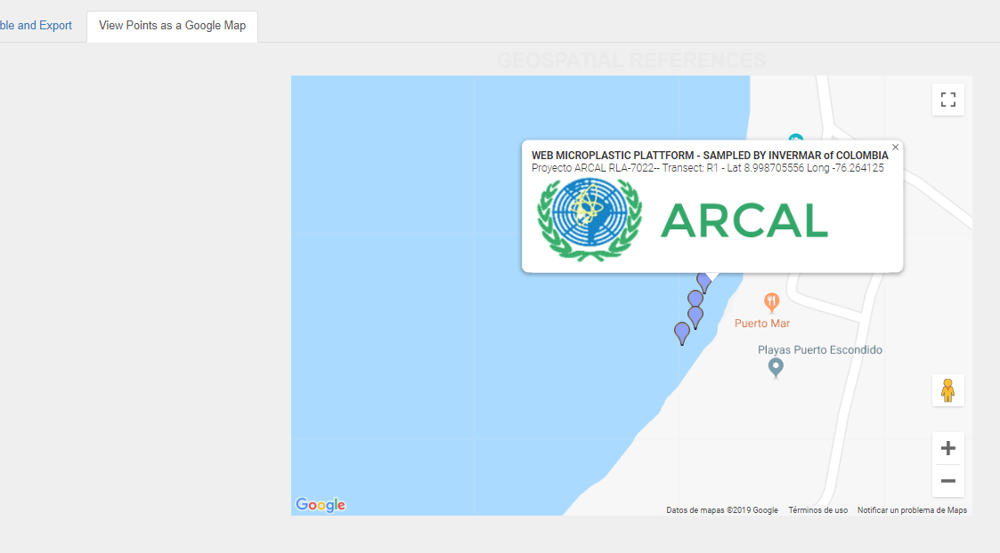 ble and Export
View Points as a Google Map
GEOSPATIAL REFERENCES
WEB MICROPLASTIC PLATTFORM - SAMPLED BY INVERMAR of COLOMBIA
Proyecto ARCAL RLA-7022-- Transect: R1 - Lat 8.998705556 Long -76.264125
ARCAL
Puerto Mar
Playas Puerto Escondido
Google
Datos de mapas ©2019 Google
Términos de uso
Notificar un problema de Maps